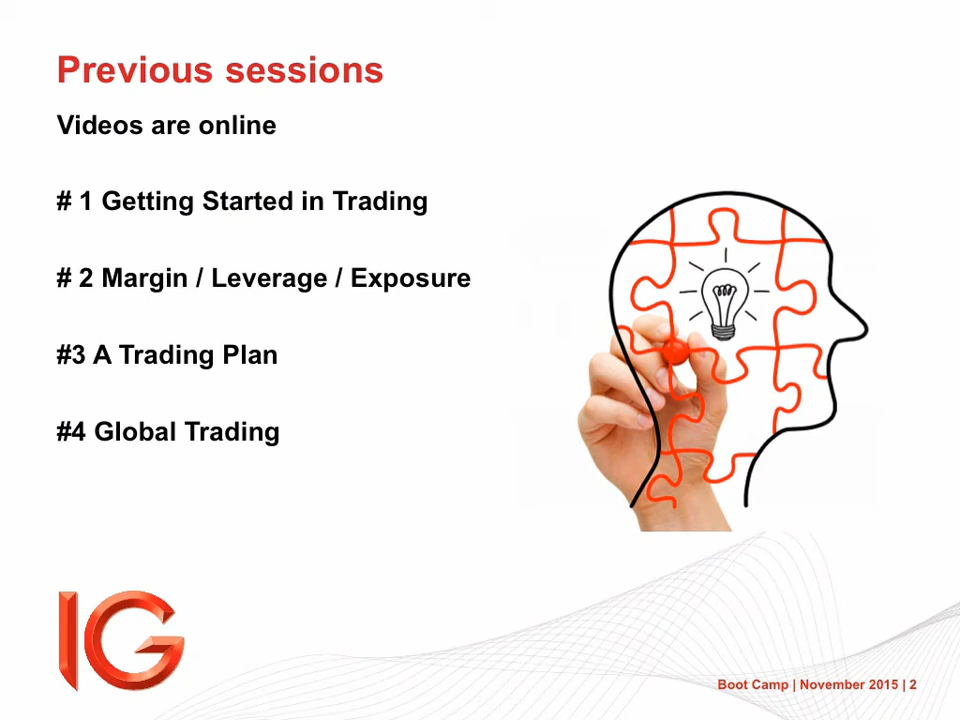 Previous sessions
Videos are online
# 1 Getting Started in Trading
# 2 Margin / Leverage / Exposure
#3 A Trading Plan
#4 Global Trading
IG
Boot Camp | November 2015 | 2